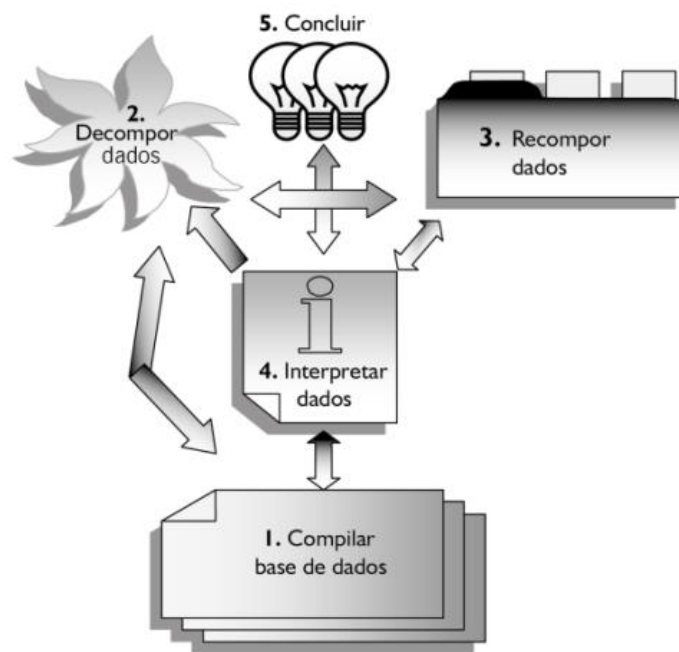 5. Concluir
2.
Decompor
dados
3. Recompor
dados
4. Interpretar
dados
1. Compilar
base de dados